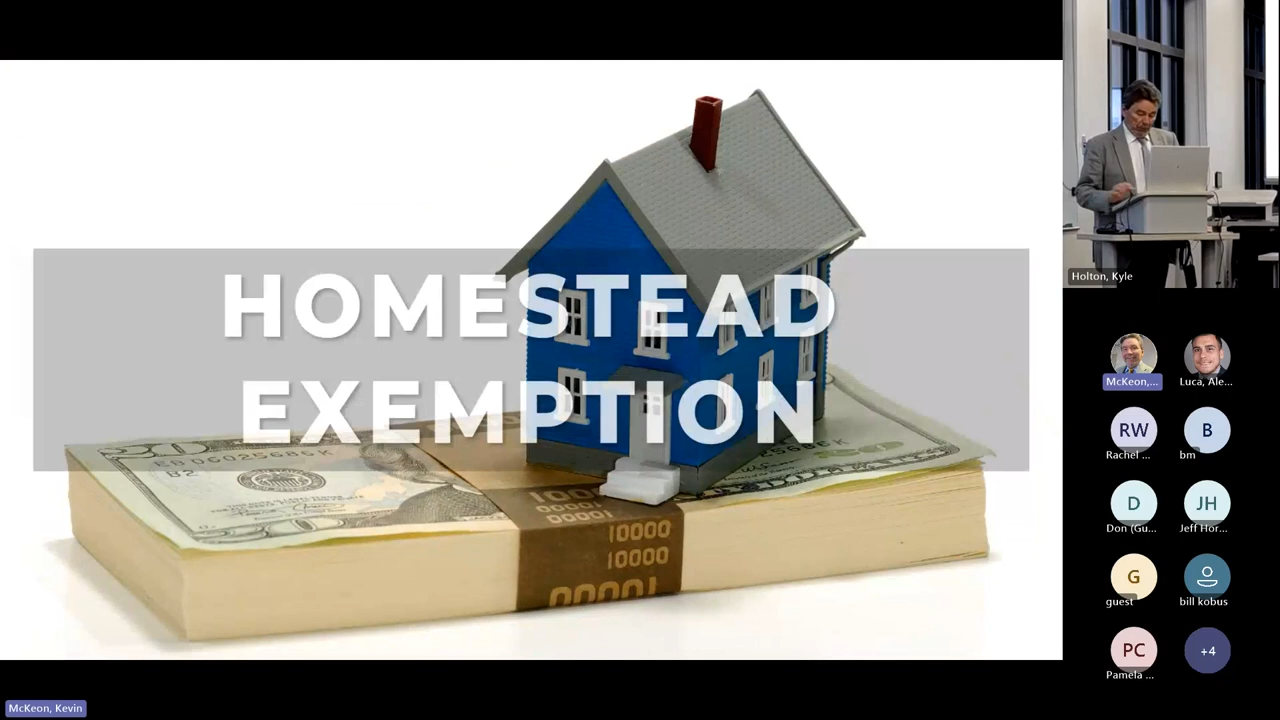 HOMESTEAD
EXEMPTION
10000
10000
McKeon, Kevin
Holton, Kyle
McKeon,...
Luca, Ale...
RW
Rachel ...
B
bm
D
Don (Gu...
JH
Jeff Hor...
G
guest
bill kobus
PC
Pamela ...
+4